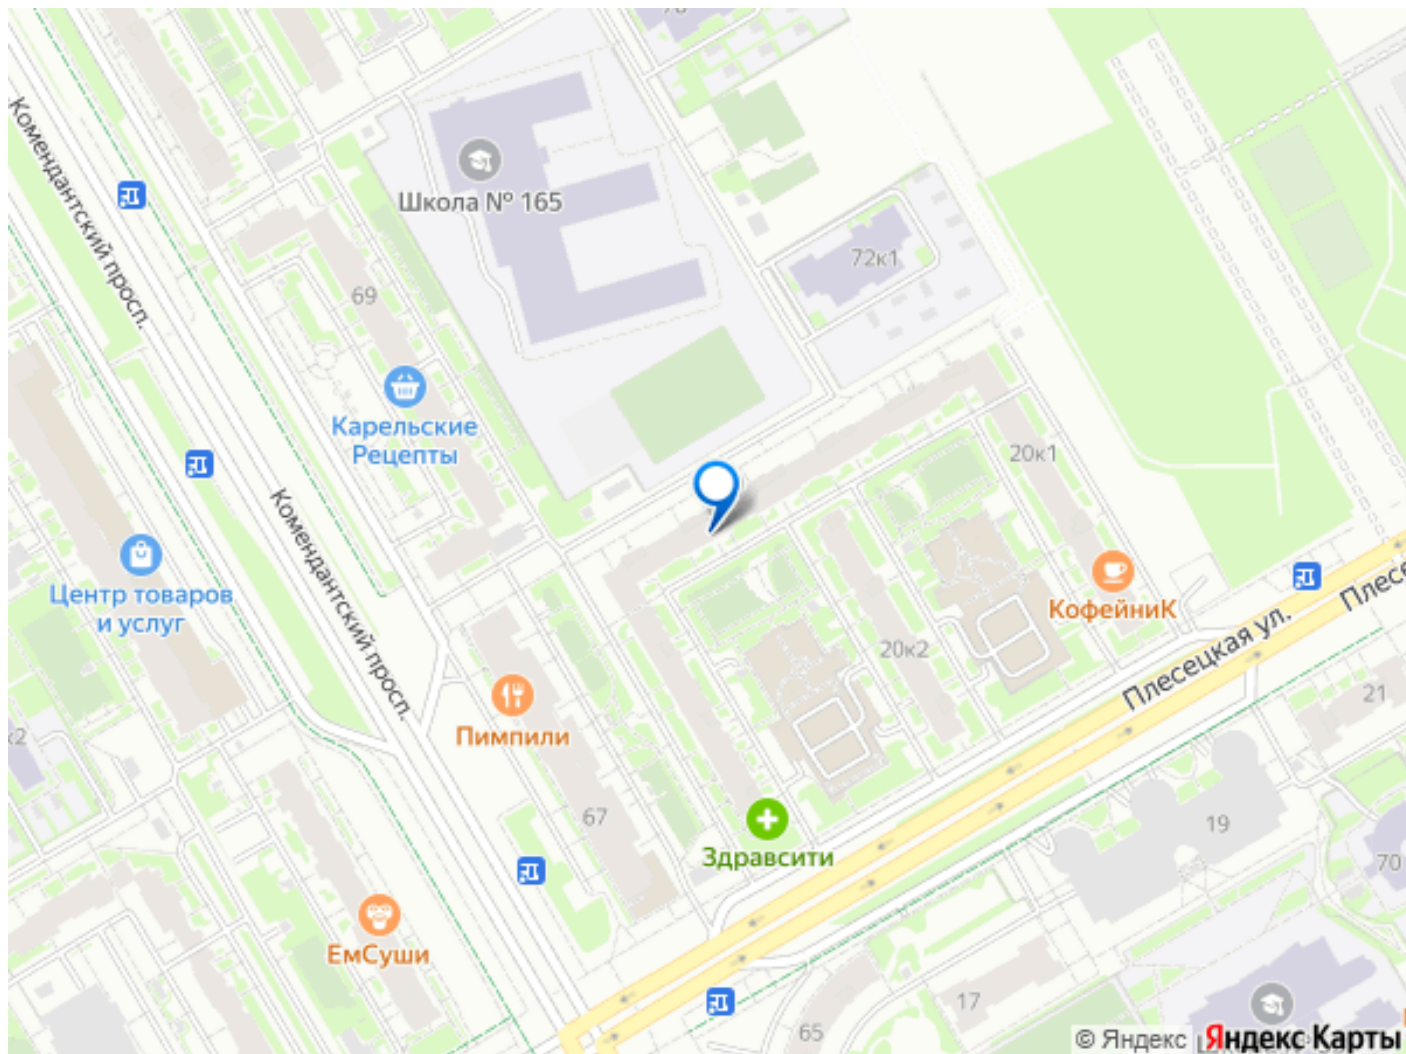 Комендантский просп.
Школа № 165
72к1
69
Карельские
Рецепты
20к1
Комендантский просп.
Центр товаров
и услуг
КофейниК
Плесецкая ул.
20к2
Пимпили
21
67
19
Здравсити
70
ЕмСуши
17
65
© Яндекс Яндекс Карты